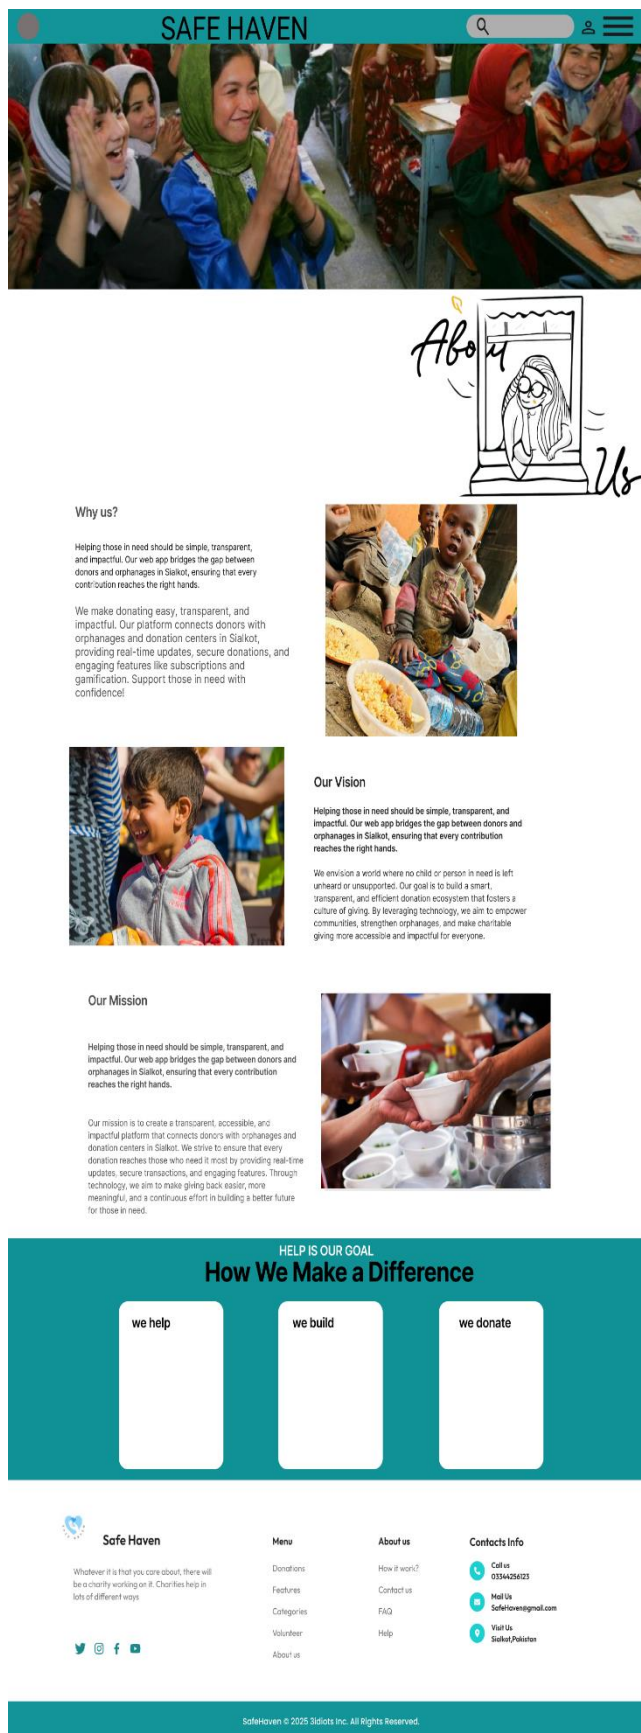 SAFE HAVEN
About
Us
Why us?
Helping those in need should be simple, transparent,
and impactful. Our web app bridges the gap between
donors and orphanages in Sialkot, ensuring that every
contribution reaches the right hands.
We make donating easy, transparent, and
impactful. Our platform connects donors with
orphanages and donation centers in Sialkot,
providing real-time updates, secure donations, and
engaging features like subscriptions and
gamification. Support those in need with
confidence!
Our Vision
Helping those in need should be simple, transparent, and
impactful. Our web app bridges the gap between donors and
orphanages in Sialkot, ensuring that every contribution
reaches the right hands.
We envision a world where no child or person in need is left
unheard or unsupported. Our goal is to build a smart,
transparent, and efficient donation ecosystem that fosters a
culture of giving. By leveraging technology, we aim to empower
communities, strengthen orphanages, and make charitable
giving more accessible and impactful for everyone.
Our Mission
Helping those in need should be simple, transparent, and
impactful. Our web app bridges the gap between donors and
orphanages in Sialkot, ensuring that every contribution
reaches the right hands.
Our mission is to create a transparent, accessible, and
impactful platform that connects donors with orphanages and
donation centers in Sialkot. We strive to ensure that every
donation reaches those who need it most by providing real-time
updates, secure transactions, and engaging features. Through
technology, we aim to make giving back easier, more
meaningful, and a continuous effort in building a better future
for those in need.
HELP IS OUR GOAL
How We Make a Difference
we help
we build
we donate
Safe Haven
Whatever it is that you care about, there will
be a charity working on it. Charities help in
lots of different ways
Menu
Donations
Features
Categories
Volunteer
About us
About us
How it work?
Contact us
FAQ
Help
Contacts Info
Call us
03344256123
Mail Us
SafeHaven@gmail.com
Visit Us
Sialkot,Pakistan
SafeHaven © 2025 3idiots Inc. All Rights Reserved.